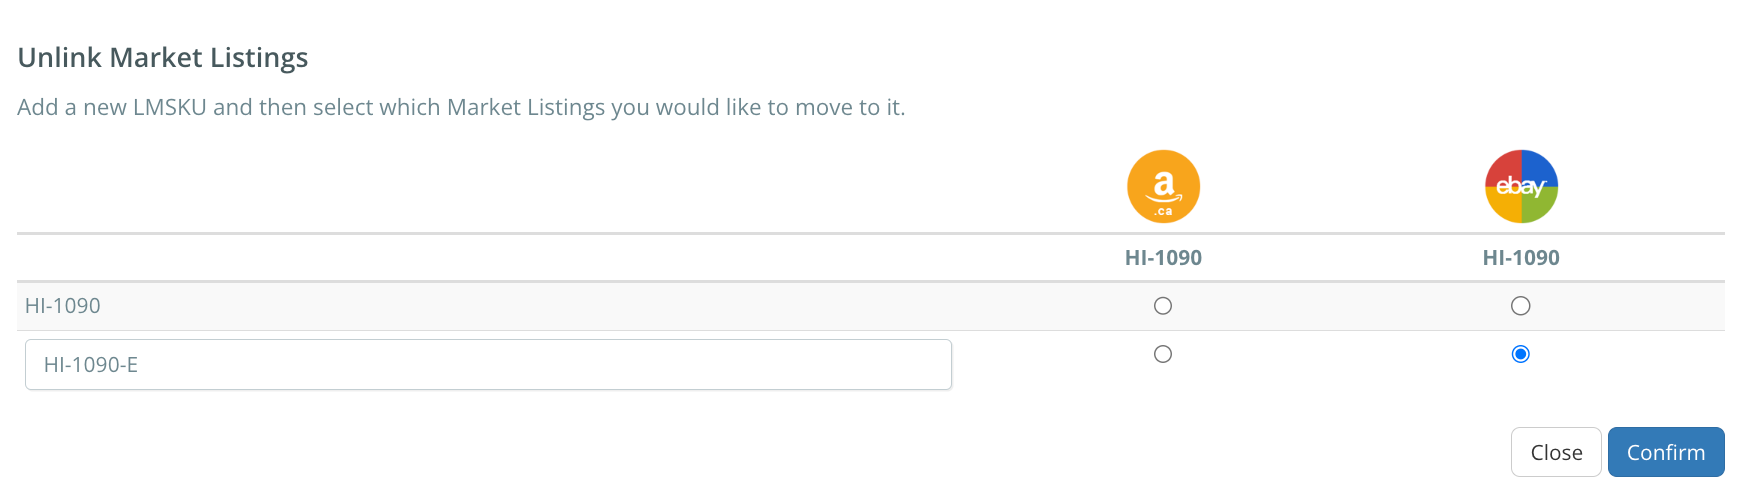 Unlink Market Listings
Add a new LMSKU and then select which Market Listings you would like to move to it.
a .ca
ebay
HI-1090 HI-1090
HI-1090
HI-1090-E
Close Confirm